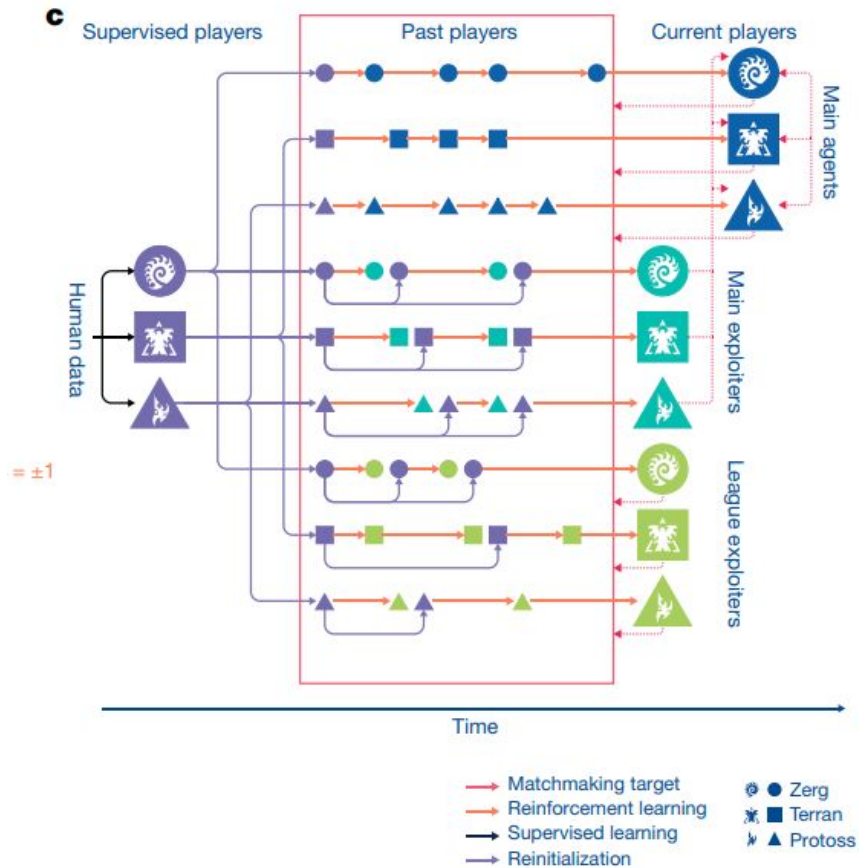 c
Supervised players
Past players
Current players
Main agents
Human data
Main exploiters
= ±1
League exploiters
Time
Matchmaking target
Reinforcement learning
Supervised learning
Reinitialization
Zerg
Terran
Protoss